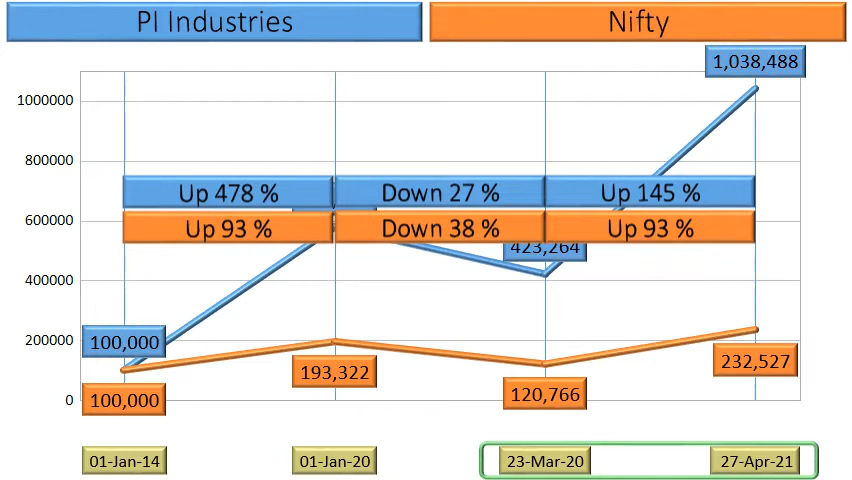 PI Industries
Nifty
1,038,488
1000000
800000
Up 478 %
Down 27 %
Up 145 %
600000
Up 93 %
Down 38 %
Up 93 %
423,264
400000
100,000
200000
193,322
232,527
120,766
100,000
0
01-Jan-14
01-Jan-20
23-Mar-20
27-Apr-21